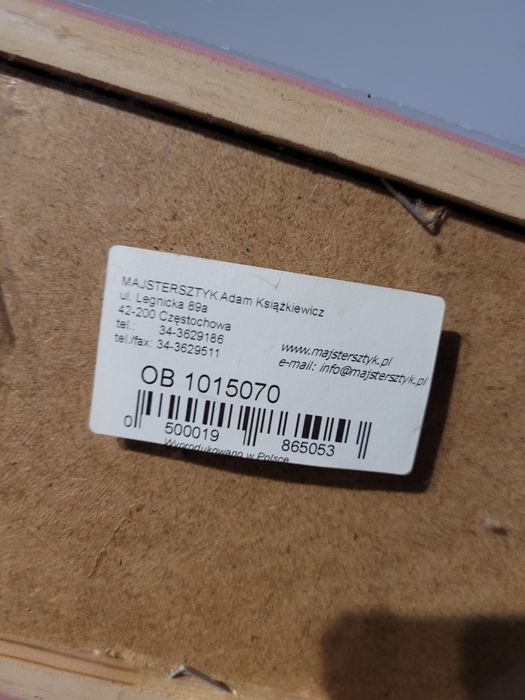 MAJSTERSZTYK Adam Książkiewicz
ul. Legnicka 89a
42-200 Częstochowa
tel.: 34-3629186
tel./fax: 34-3629511
www.majstersztyk.pl
e-mail: info@majstersztyk.pl
OB 1015070
0 500019 865053
Wyprodukowano w Polsce